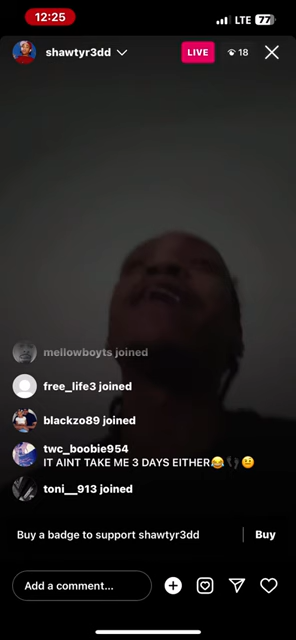 12:25
LTE 77
shawtyr3dd
LIVE
18
mellowboyts joined
free_life3 joined
blackzo89 joined
twc_boobie954
IT AINT TAKE ME 3 DAYS EITHER😂👣😉
toni__913 joined
Buy a badge to support shawtyr3dd
Buy
Add a comment...